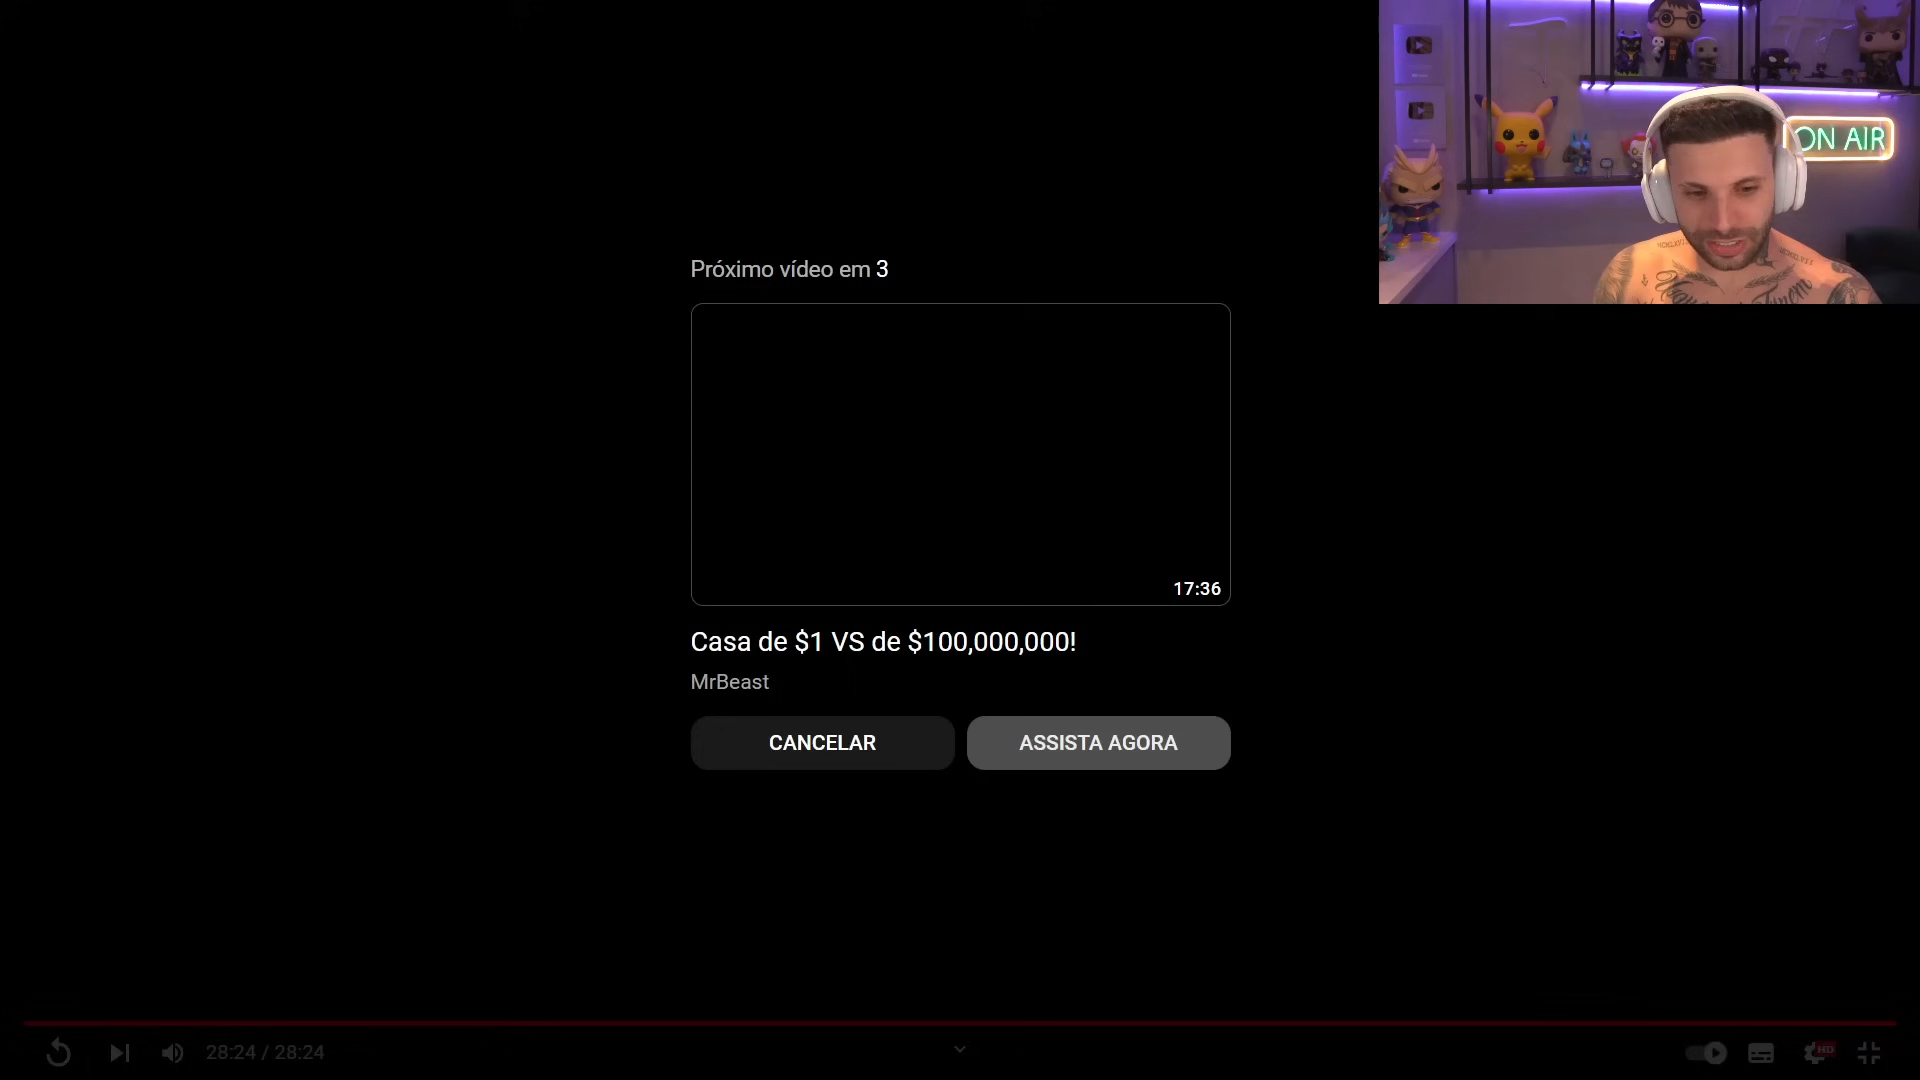 Próximo vídeo em 3
17:36
Casa de $1 VS de $100,000,000!
MrBeast
CANCELAR
ASSISTA AGORA
28:24 / 28:24
HD
ON AIR